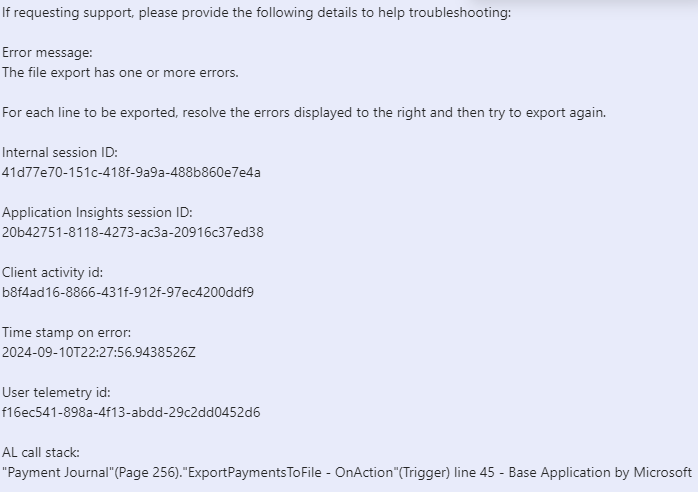 If requesting support, please provide the following details to help troubleshooting:
Error message:
The file export has one or more errors.
For each line to be exported, resolve the errors displayed to the right and then try to export again.
Internal session ID:
41d77e70-151c-418f-9a9a-488b860e7e4a
Application Insights session ID:
20b42751-8118-4273-ac3a-20916c37ed38
Client activity id:
b8f4ad16-8866-431f-912f-97ec4200ddf9
Time stamp on error:
2024-09-10T22:27:56.9438526Z
User telemetry id:
f16ec541-898a-4f13-abdd-29c2dd0452d6
AL call stack:
"Payment Journal"(Page 256)."ExportPaymentsToFile - OnAction"(Trigger) line 45 - Base Application by Microsoft